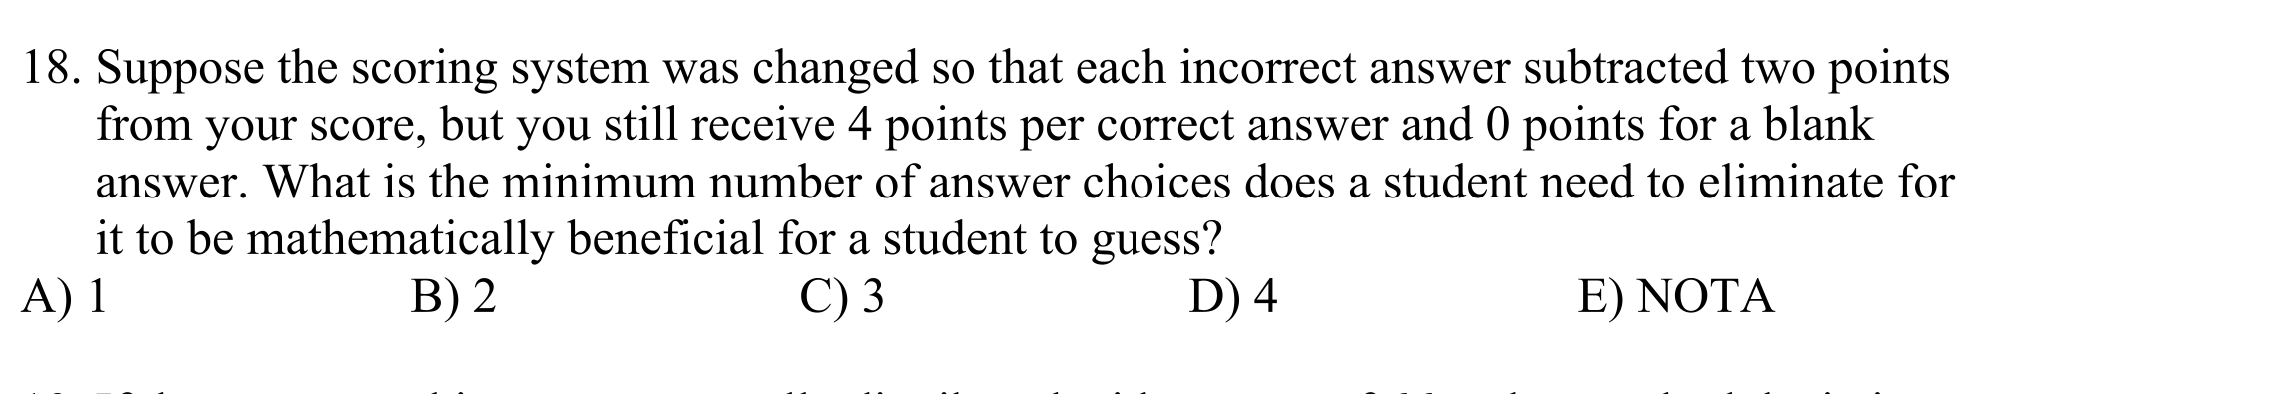 18. Suppose the scoring system was changed so that each incorrect answer subtracted two points
from your score, but you still receive 4 points per correct answer and 0 points for a blank
answer. What is the minimum number of answer choices does a student need to eliminate for
it to be mathematically beneficial for a student to guess?
A) 1 B) 2 C) 3 D) 4 E) NOTA